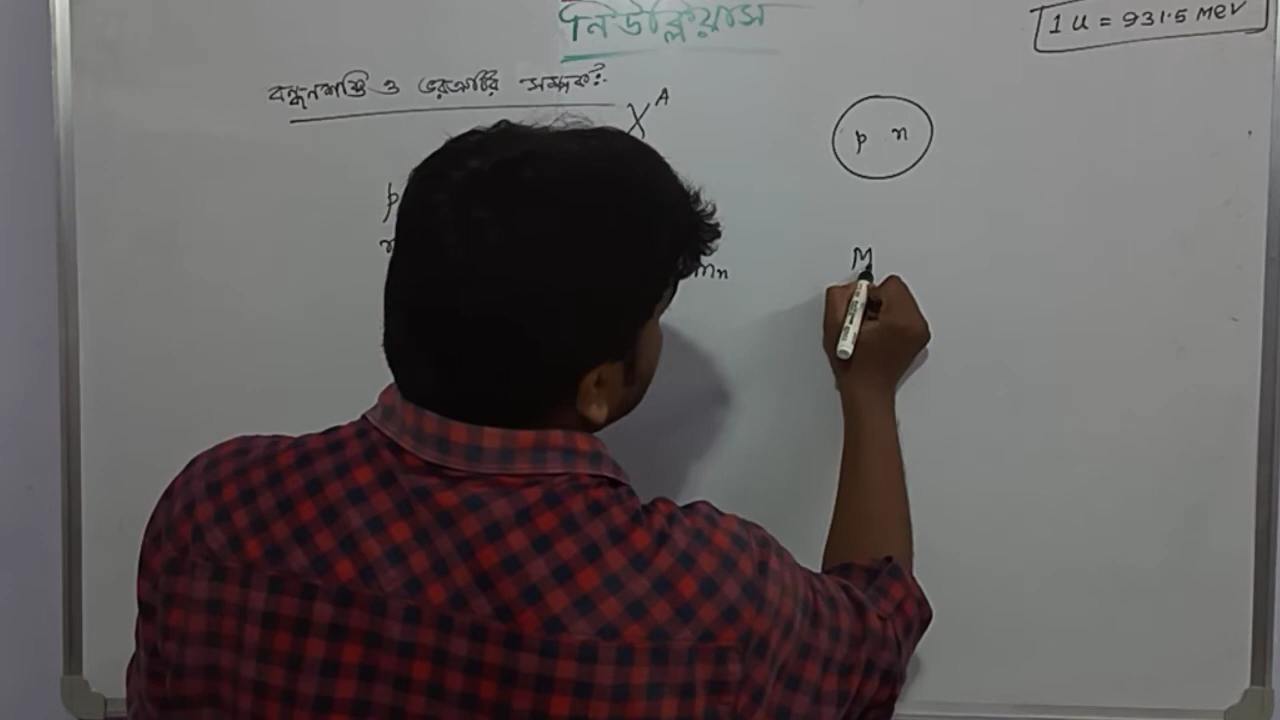 নিউক্লিয়াস
1 u = 931.5 MeV
বন্ধনশক্তি ও ভরত্রুটির সম্পর্ক :-
X A
p n
p
n
mn
M